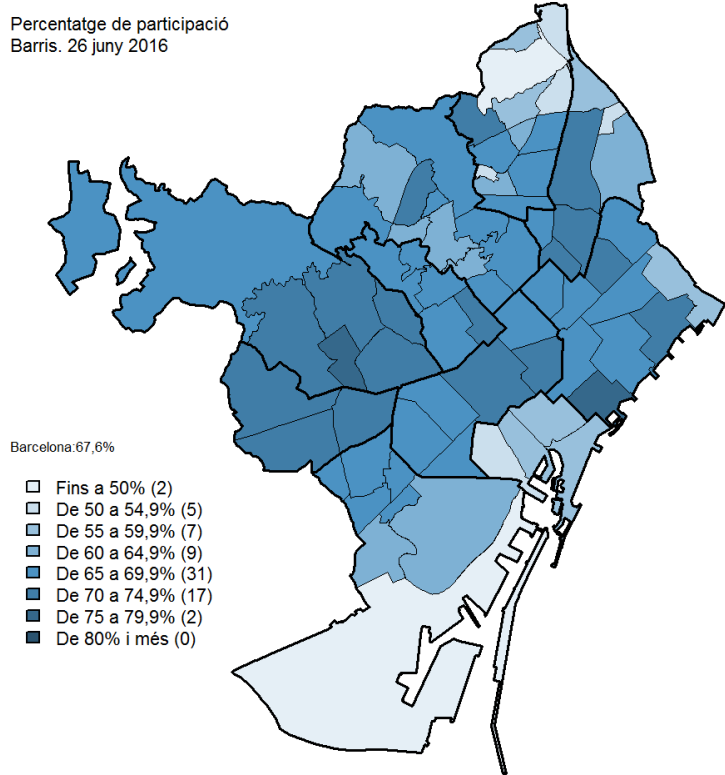 Percentatge de participació
Barris. 26 juny 2016
Barcelona:67,6%
Fins a 50% (2)
De 50 a 54,9% (5)
De 55 a 59,9% (7)
De 60 a 64,9% (9)
De 65 a 69,9% (31)
De 70 a 74,9% (17)
De 75 a 79,9% (2)
De 80% i més (0)